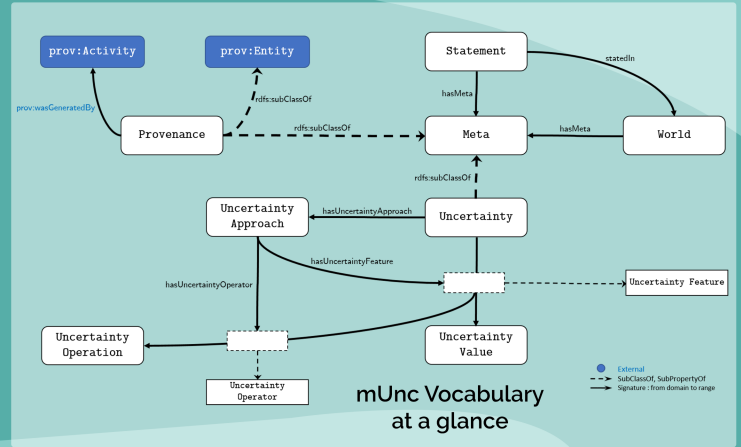 prov:Activity
prov:Entity
Statement
statedIn
prov:wasGeneratedBy
rdfs:subClassOf
hasMeta
Provenance
rdfs:subClassOf
Meta
hasMeta
World
rdfs:subClassOf
Uncertainty
Approach
hasUncertaintyApproach
Uncertainty
hasUncertaintyFeature
hasUncertaintyOperator
Uncertainty Feature
Uncertainty
Operation
Uncertainty
Value
Uncertainty
Operator
External
SubClassOf, SubPropertyOf
Signature : from domain to range
mUnc Vocabulary
at a glance